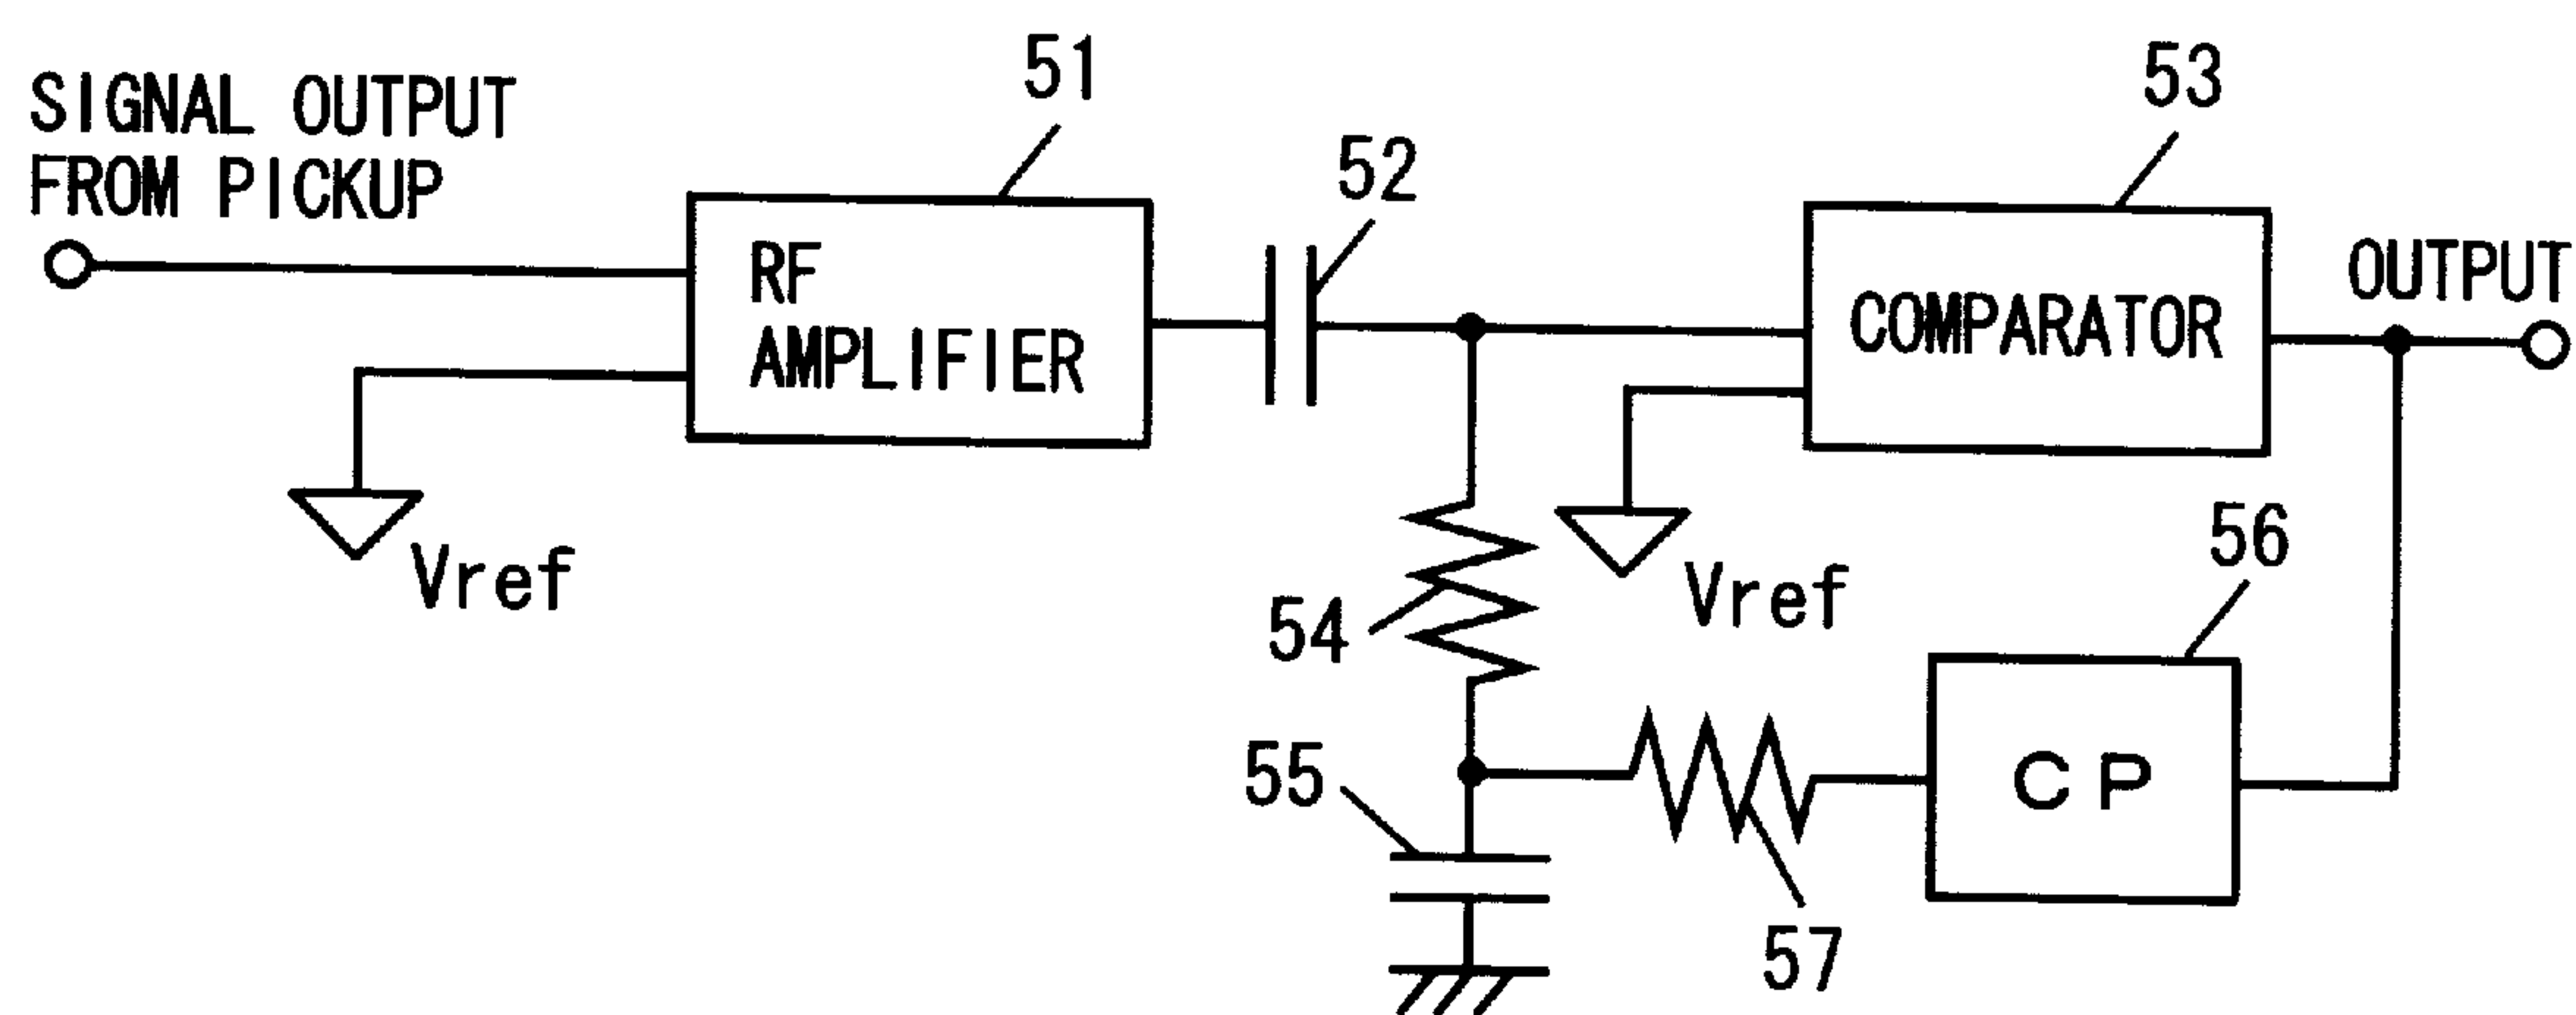 51
53
SIGNAL OUTPUT
FROM PICKUP
52
RF
AMPLIFIER
COMPARATOR
OUTPUT
Vref
54
Vref
56
55
CP
57